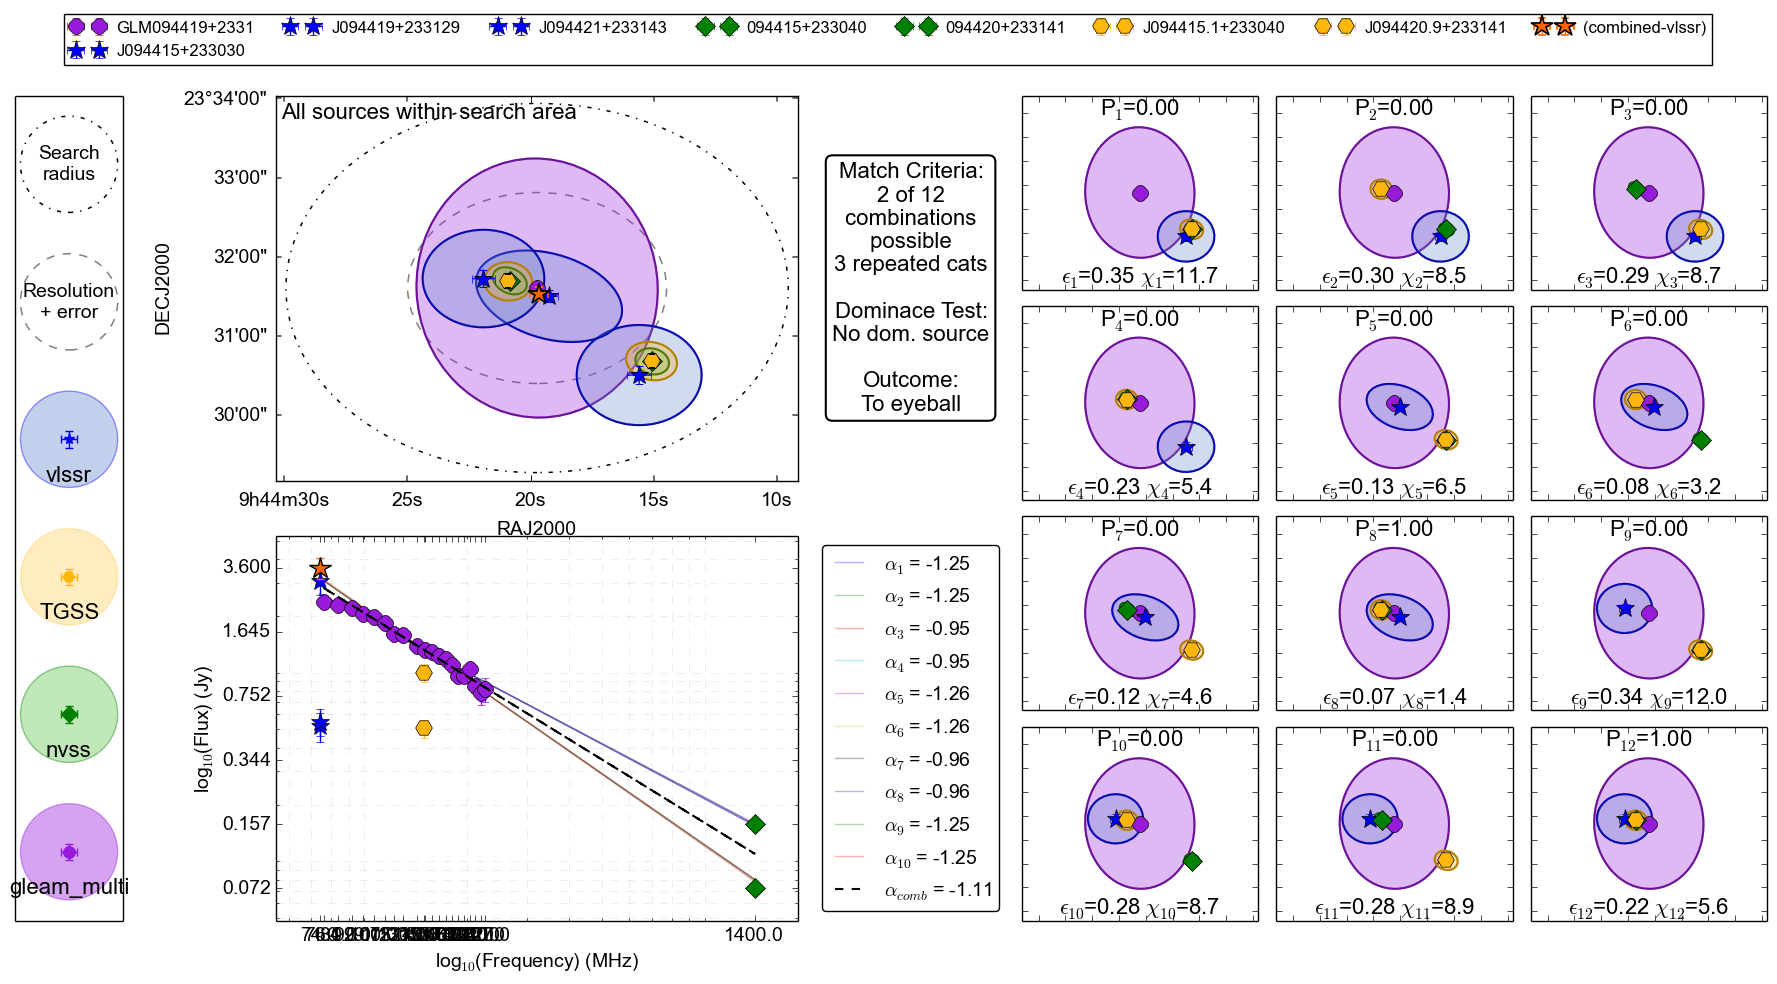 GLM094419+2331 J094419+233129 J094421+233143 094415+233040 094420+233141 J094415.1+233040 J094420.9+233141 (combined-vlssr)
J094415+233030
Search
radius
Resolution
+ error
vlssr
TGSS
nvss
gleam_multi
All sources within search area
23°34'00"
33'00"
32'00"
31'00"
30'00"
DECJ2000
9h44m30s 25s 20s 15s 10s
RAJ2000
Match Criteria:
2 of 12
combinations
possible
3 repeated cats
Dominace Test:
No dom. source
Outcome:
To eyeball
3.600
1.645
0.752
0.344
0.157
0.072
log10(Flux) (Jy)
1400.0
log10(Frequency) (MHz)
α1 = -1.25
α2 = -1.25
α3 = -0.95
α4 = -0.95
α5 = -1.26
α6 = -1.26
α7 = -0.96
α8 = -0.96
α9 = -1.25
α10 = -1.25
αcomb = -1.11
P1=0.00
ϵ1=0.35 χ1=11.7
P2=0.00
ϵ2=0.30 χ2=8.5
P3=0.00
ϵ3=0.29 χ3=8.7
P4=0.00
ϵ4=0.23 χ4=5.4
P5=0.00
ϵ5=0.13 χ5=6.5
P6=0.00
ϵ6=0.08 χ6=3.2
P7=0.00
ϵ7=0.12 χ7=4.6
P8=1.00
ϵ8=0.07 χ8=1.4
P9=0.00
ϵ9=0.34 χ9=12.0
P10=0.00
ϵ10=0.28 χ10=8.7
P11=0.00
ϵ11=0.28 χ11=8.9
P12=1.00
ϵ12=0.22 χ12=5.6